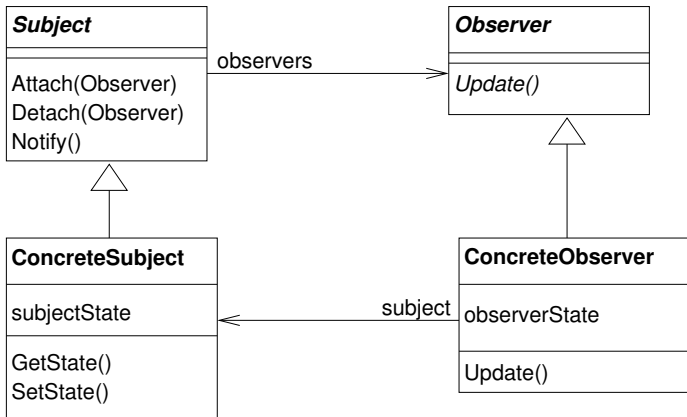 Subject
Attach(Observer)
Detach(Observer)
Notify()
observers
Observer
Update()
ConcreteSubject
subjectState
GetState()
SetState()
subject
ConcreteObserver
observerState
Update()